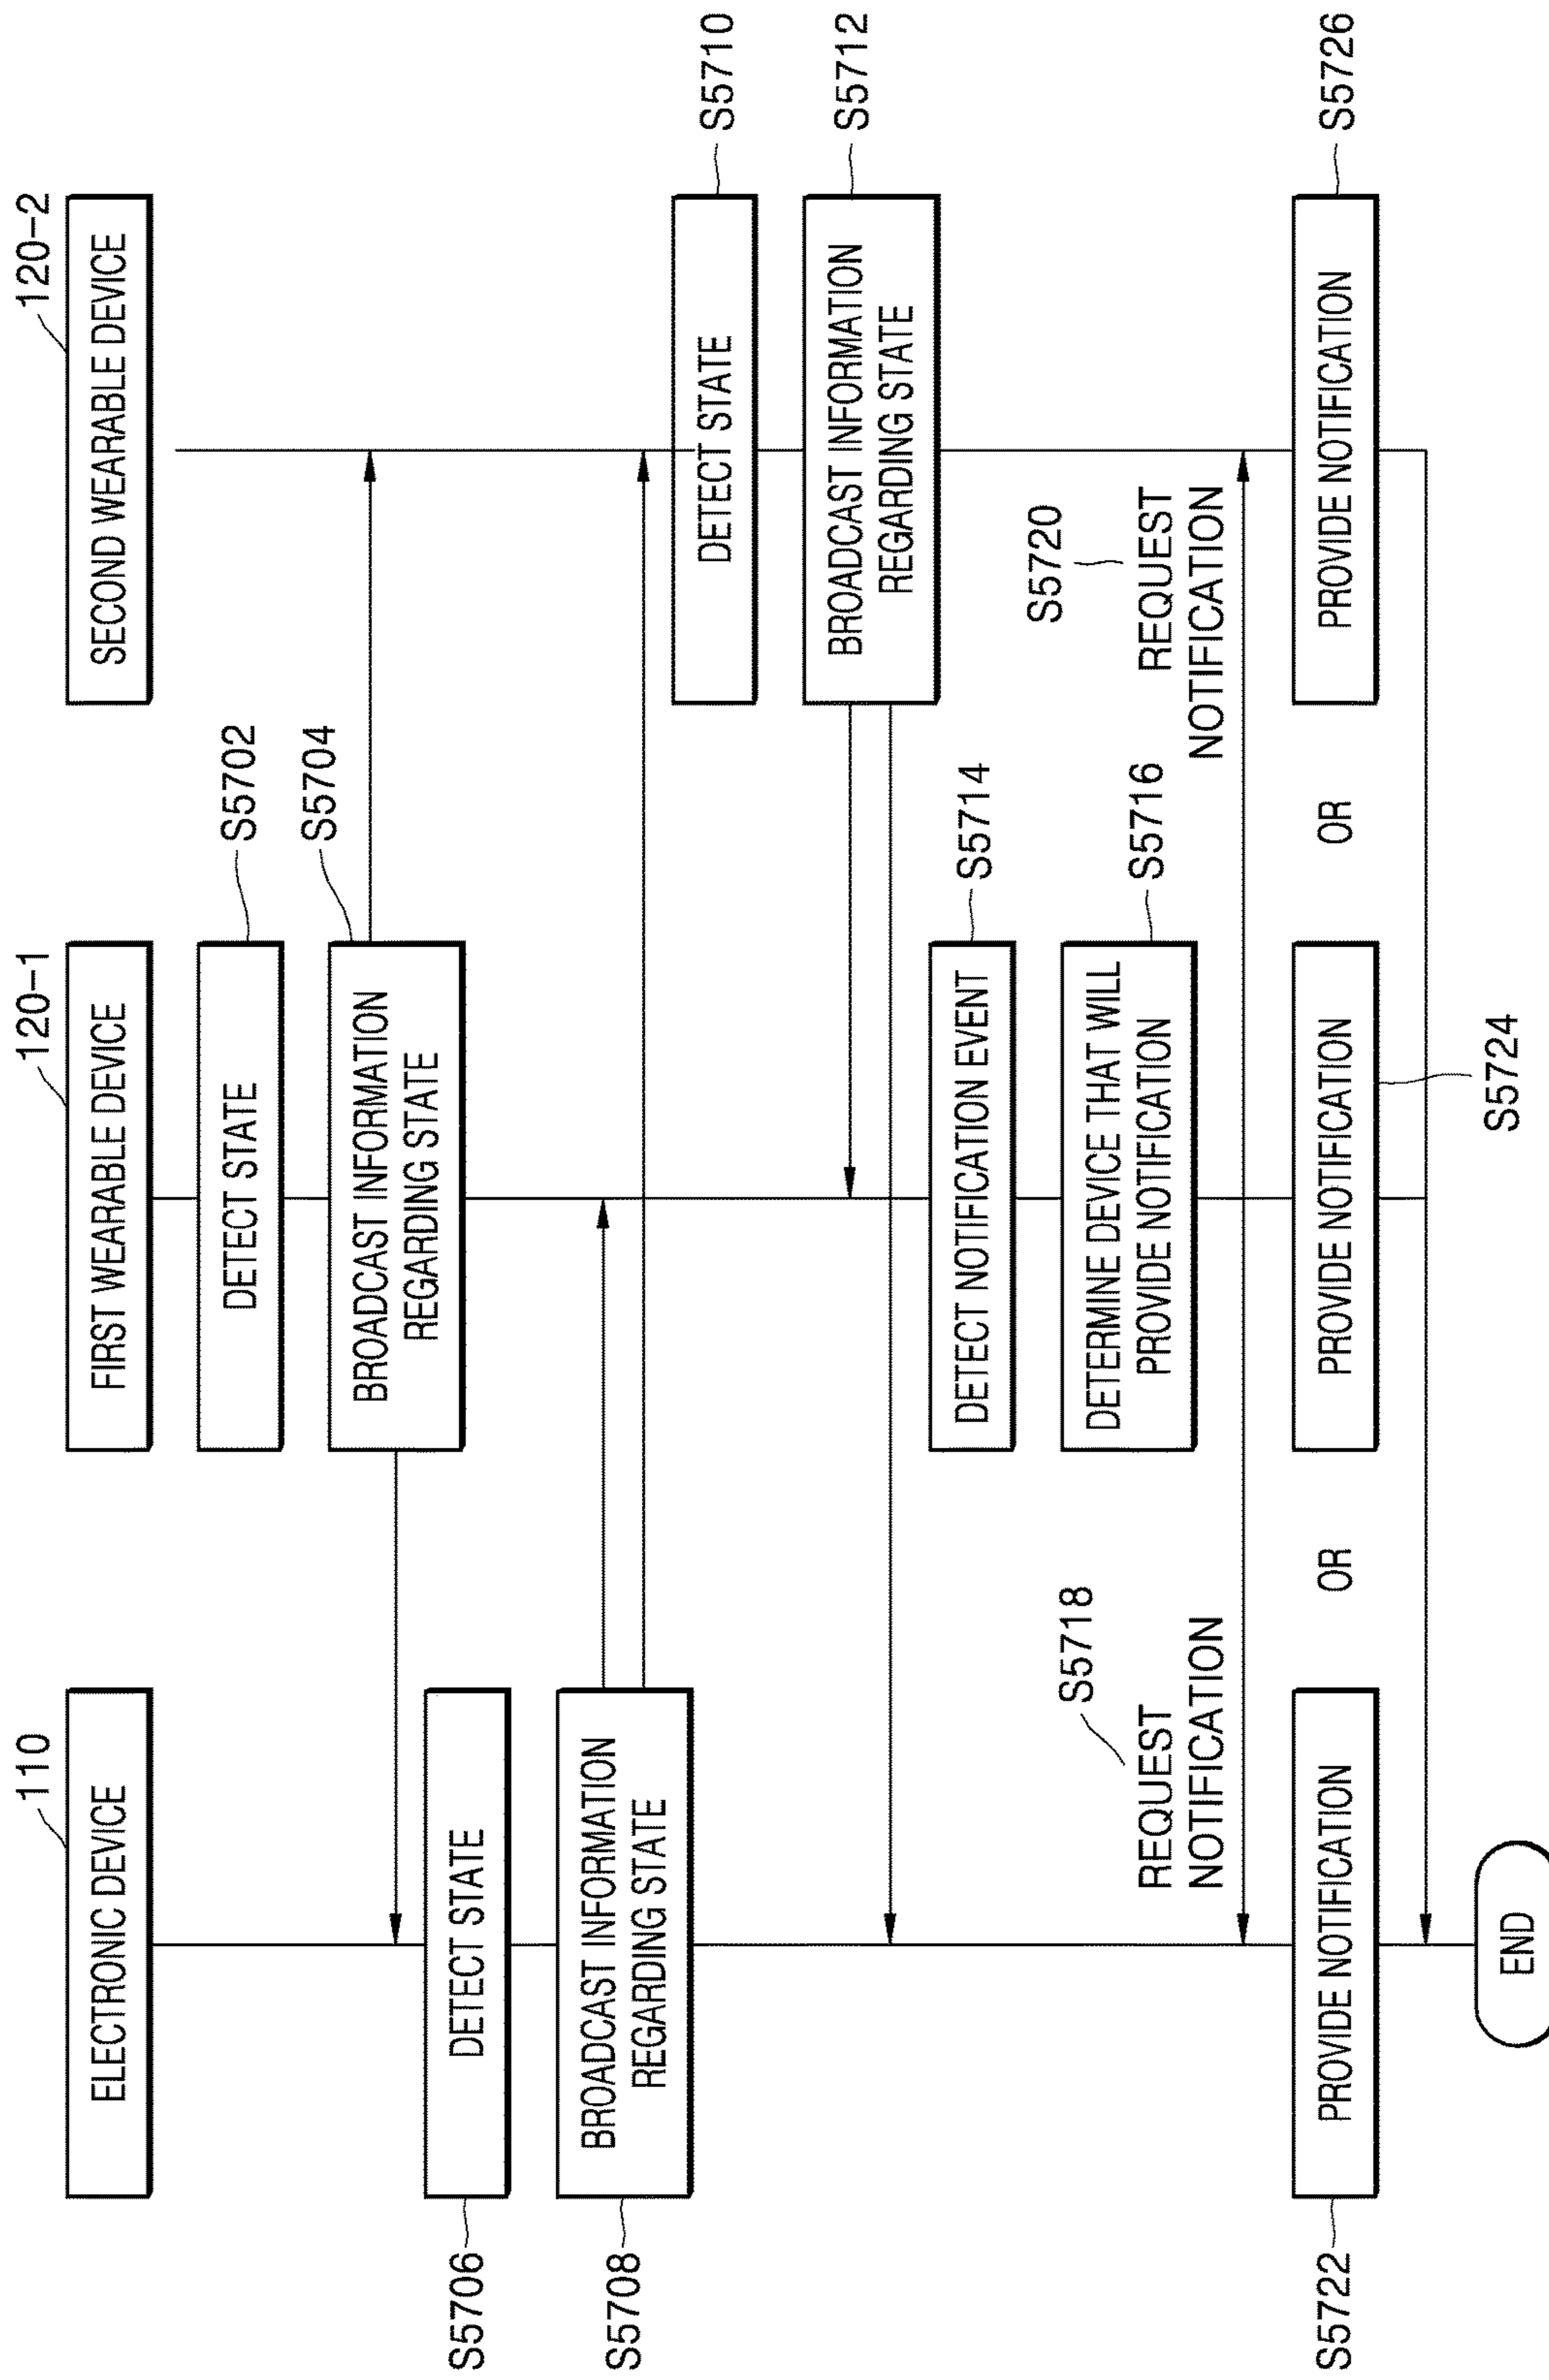 110
120-1
120-2
ELECTRONIC DEVICE
FIRST WEARABLE DEVICE
SECOND WEARABLE DEVICE
DETECT STATE
S5702
BROADCAST INFORMATION
REGARDING STATE
S5704
S5706
DETECT STATE
S5708
BROADCAST INFORMATION
REGARDING STATE
DETECT STATE
S5710
BROADCAST INFORMATION
REGARDING STATE
S5712
DETECT NOTIFICATION EVENT
S5714
DETERMINE DEVICE THAT WILL
PROVIDE NOTIFICATION
S5716
S5718
REQUEST
NOTIFICATION
S5720
REQUEST
NOTIFICATION
S5722
PROVIDE NOTIFICATION
OR
PROVIDE NOTIFICATION
OR
PROVIDE NOTIFICATION
S5726
S5724
END